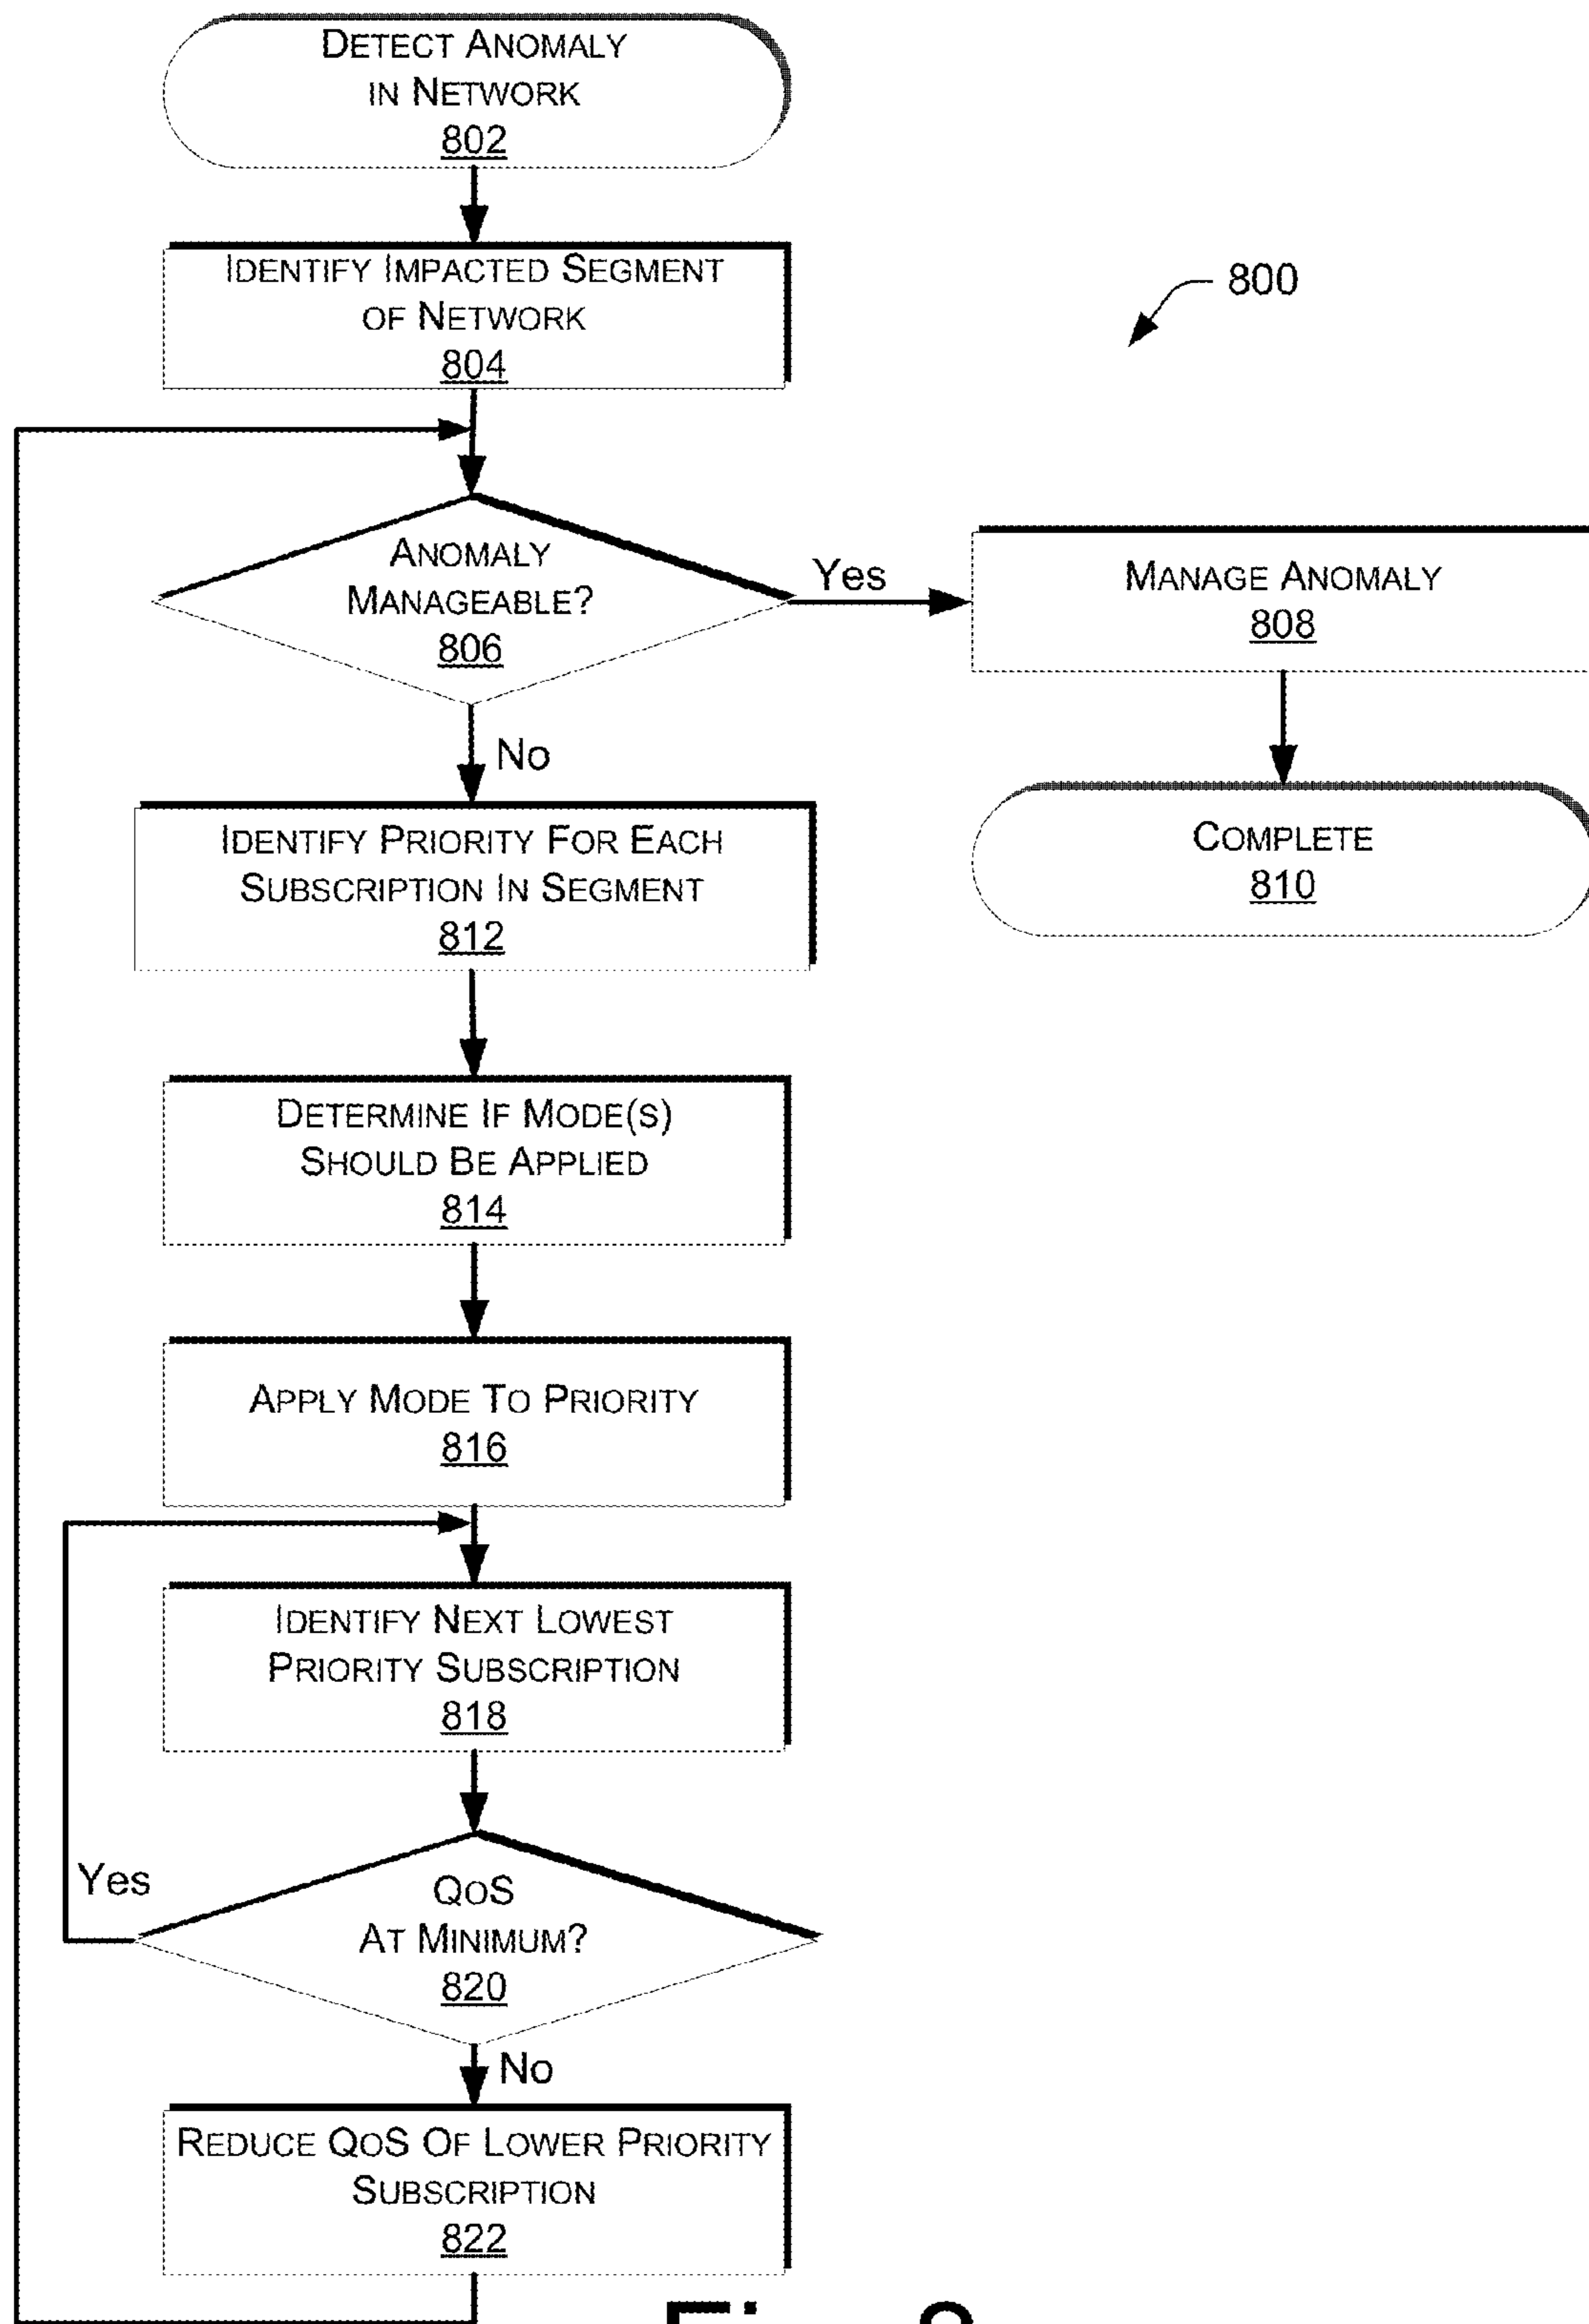 DETECT ANOMALY
IN NETWORK
802
IDENTIFY IMPACTED SEGMENT
OF NETWORK
804
800
ANOMALY
MANAGEABLE?
806
Yes
MANAGE ANOMALY
808
No
COMPLETE
810
IDENTIFY PRIORITY FOR EACH
SUBSCRIPTION IN SEGMENT
812
DETERMINE IF MODE(S)
SHOULD BE APPLIED
814
APPLY MODE TO PRIORITY
816
IDENTIFY NEXT LOWEST
PRIORITY SUBSCRIPTION
818
Yes
QOS
AT MINIMUM?
820
No
REDUCE QOS OF LOWER PRIORITY
SUBSCRIPTION
822